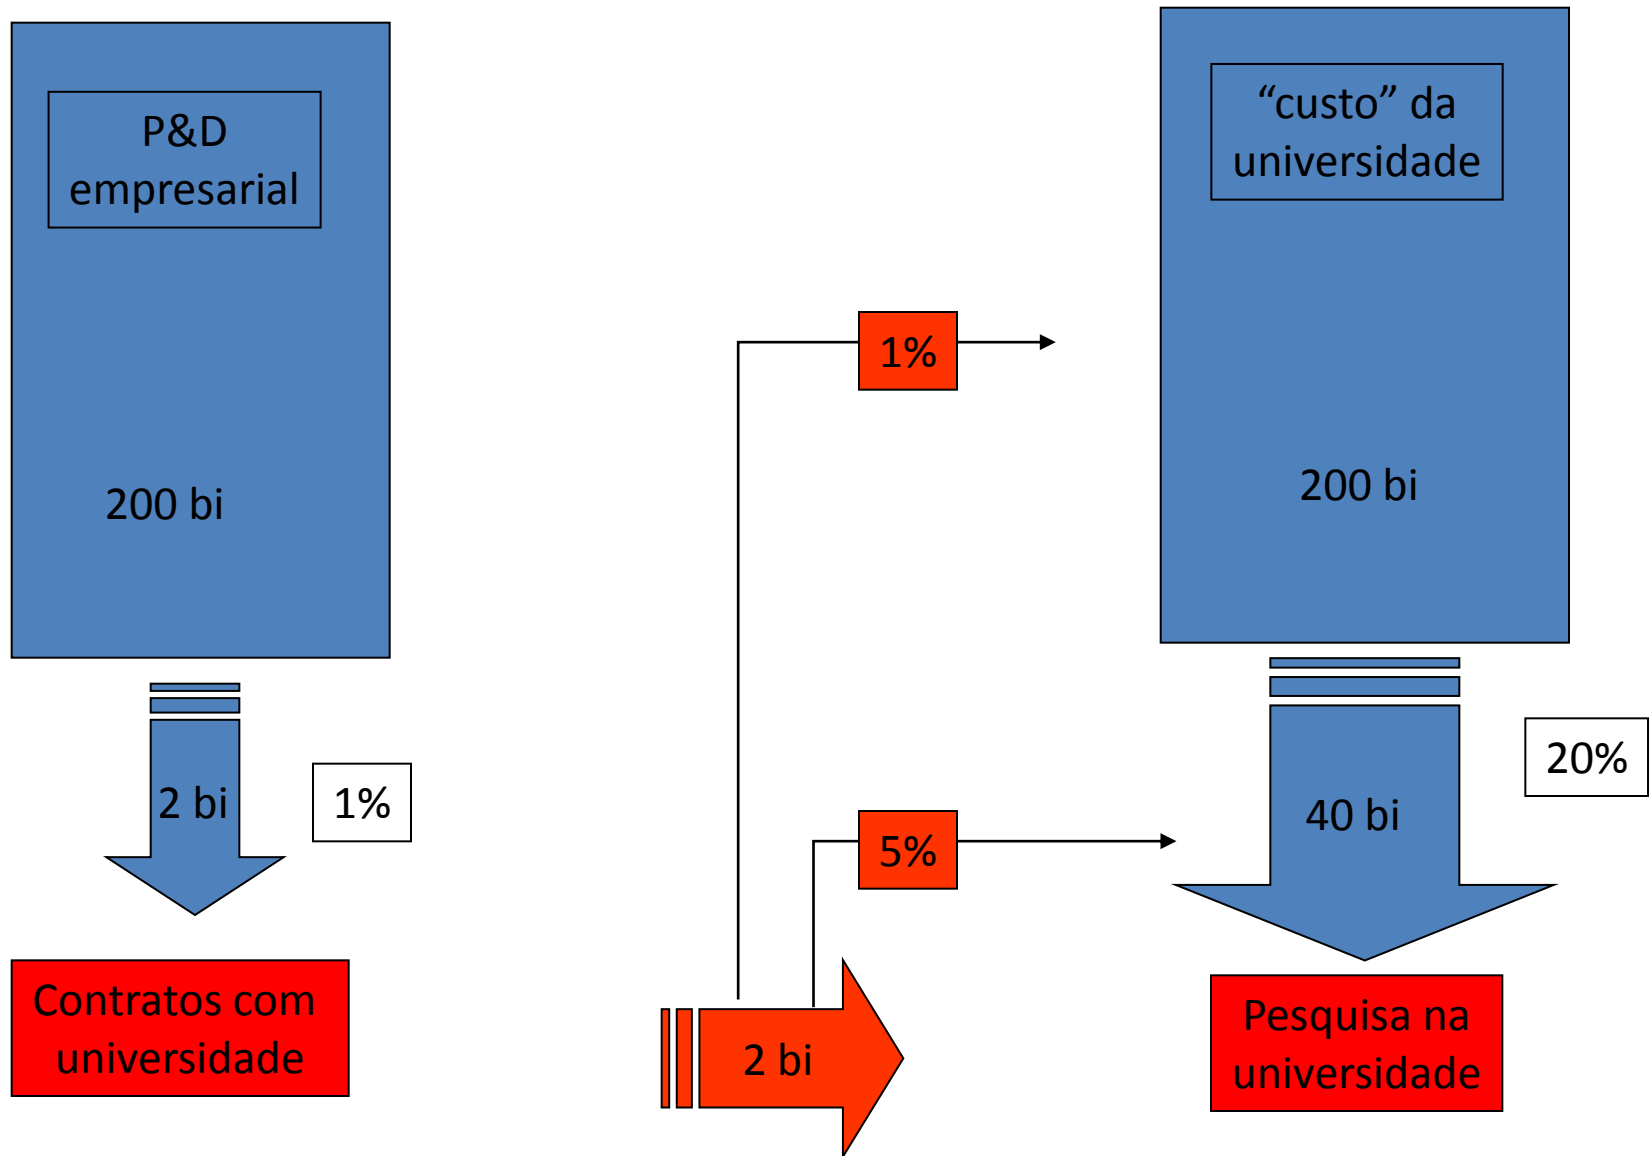 P&D
empresarial
200 bi
2 bi
1%
Contratos com
universidade
1%
5%
2 bi
“custo” da
universidade
200 bi
40 bi
20%
Pesquisa na
universidade